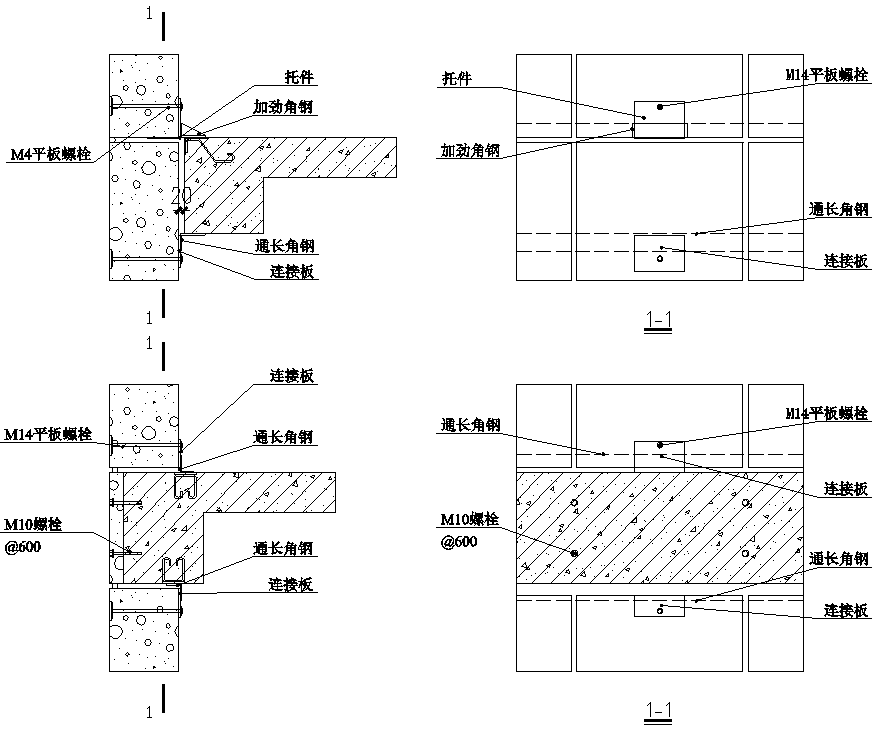 1
托件
加劲角钢
M4平板螺栓
20
通长角钢
连接板
1
托件
M14平板螺栓
加劲角钢
通长角钢
连接板
1-1
1
连接板
M14平板螺栓
通长角钢
M10螺栓
@600
通长角钢
连接板
1
通长角钢
M14平板螺栓
连接板
M10螺栓
@600
通长角钢
连接板
1-1